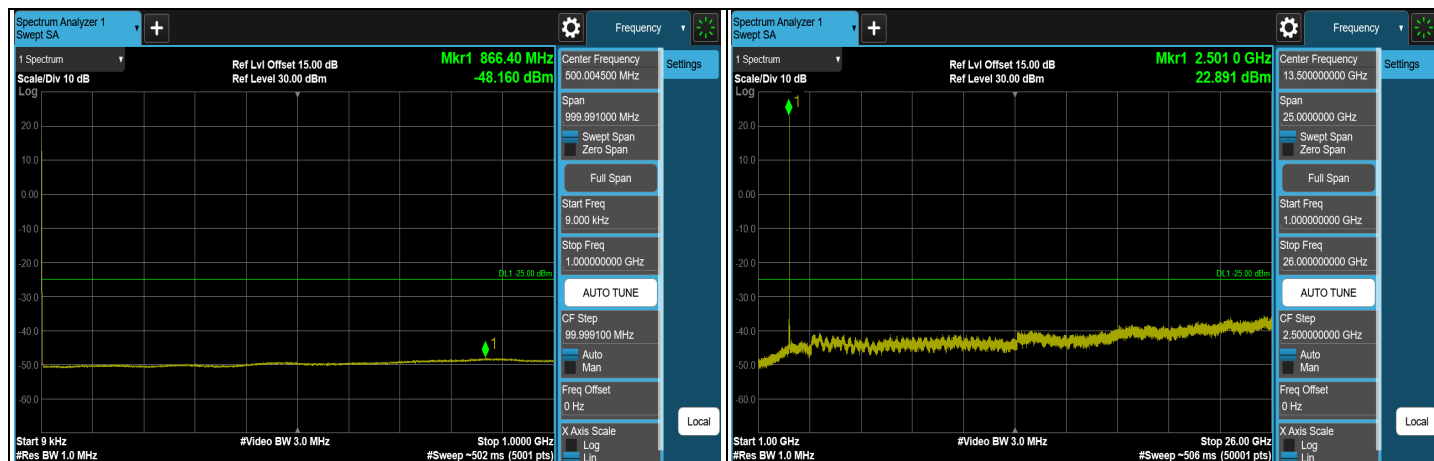 Spectrum Analyzer 1
Swept SA
+
Frequency
1 Spectrum
Scale/Div 10 dB
Log
Ref Lvl Offset 15.00 dB
Ref Level 30.00 dBm
Mkr1 866.40 MHz
-48.160 dBm
20.0
10.0
0.00
-10.0
-20.0
-30.0
-40.0
-50.0
-60.0
DL1 -25.00 dBm
1
Start 9 kHz
#Res BW 1.0 MHz
#Video BW 3.0 MHz
Stop 1.0000 GHz
#Sweep ~502 ms (5001 pts)
Center Frequency
500.004500 MHz
Span
999.991000 MHz
Swept Span
Zero Span
Full Span
Start Freq
9.000 kHz
Stop Freq
1.000000000 GHz
AUTO TUNE
CF Step
99.999100 MHz
Auto
Man
Freq Offset
0 Hz
X Axis Scale
Log
Lin
Settings
Local
Spectrum Analyzer 1
Swept SA
+
Frequency
1 Spectrum
Scale/Div 10 dB
Log
Ref Lvl Offset 15.00 dB
Ref Level 30.00 dBm
Mkr1 2.501 0 GHz
22.891 dBm
1
20.0
10.0
0.00
-10.0
-20.0
-30.0
-40.0
-50.0
-60.0
DL1 -25.00 dBm
Start 1.00 GHz
#Res BW 1.0 MHz
#Video BW 3.0 MHz
Stop 26.00 GHz
#Sweep ~506 ms (50001 pts)
Center Frequency
13.500000000 GHz
Span
25.0000000 GHz
Swept Span
Zero Span
Full Span
Start Freq
1.000000000 GHz
Stop Freq
26.000000000 GHz
AUTO TUNE
CF Step
2.500000000 GHz
Auto
Man
Freq Offset
0 Hz
X Axis Scale
Log
Lin
Settings
Local